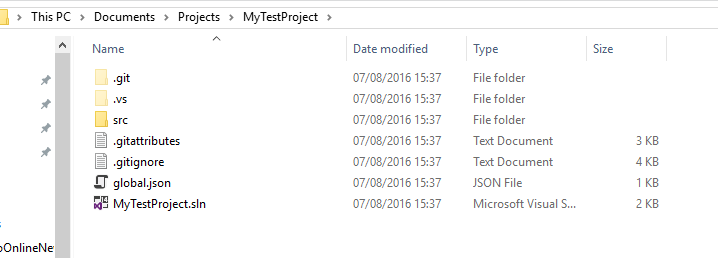 This PC > Documents > Projects > MyTestProject >
Name Date modified Type Size
.git 07/08/2016 15:37 File folder
.vs 07/08/2016 15:37 File folder
src 07/08/2016 15:37 File folder
.gitattributes 07/08/2016 15:37 Text Document 3 KB
.gitignore 07/08/2016 15:37 Text Document 4 KB
global.json 07/08/2016 15:37 JSON File 1 KB
MyTestProject.sln 07/08/2016 15:37 Microsoft Visual S... 2 KB
oOnlineNe